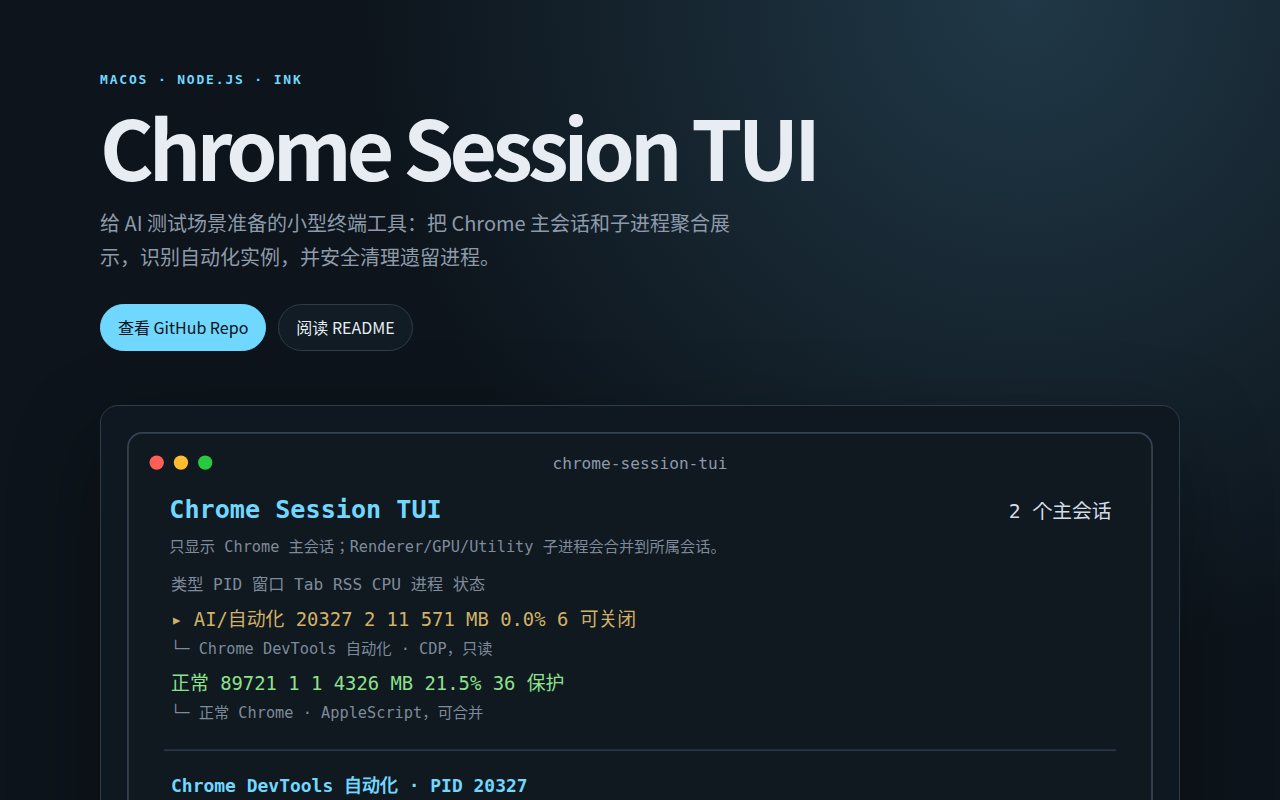 MACOS · NODE.JS · INK
Chrome Session TUI
给 AI 测试场景准备的小型终端工具：把 Chrome 主会话和子进程聚合展
示，识别自动化实例，并安全清理遗留进程。
查看 GitHub Repo 阅读 README
chrome-session-tui
Chrome Session TUI 2 个主会话
只显示 Chrome 主会话；Renderer/GPU/Utility 子进程会合并到所属会话。
类型 PID 窗口 Tab RSS CPU 进程 状态
▸ AI/自动化 20327 2 11 571 MB 0.0% 6 可关闭
└─ Chrome DevTools 自动化 · CDP，只读
正常 89721 1 1 4326 MB 21.5% 36 保护
└─ 正常 Chrome · AppleScript，可合并
Chrome DevTools 自动化 · PID 20327